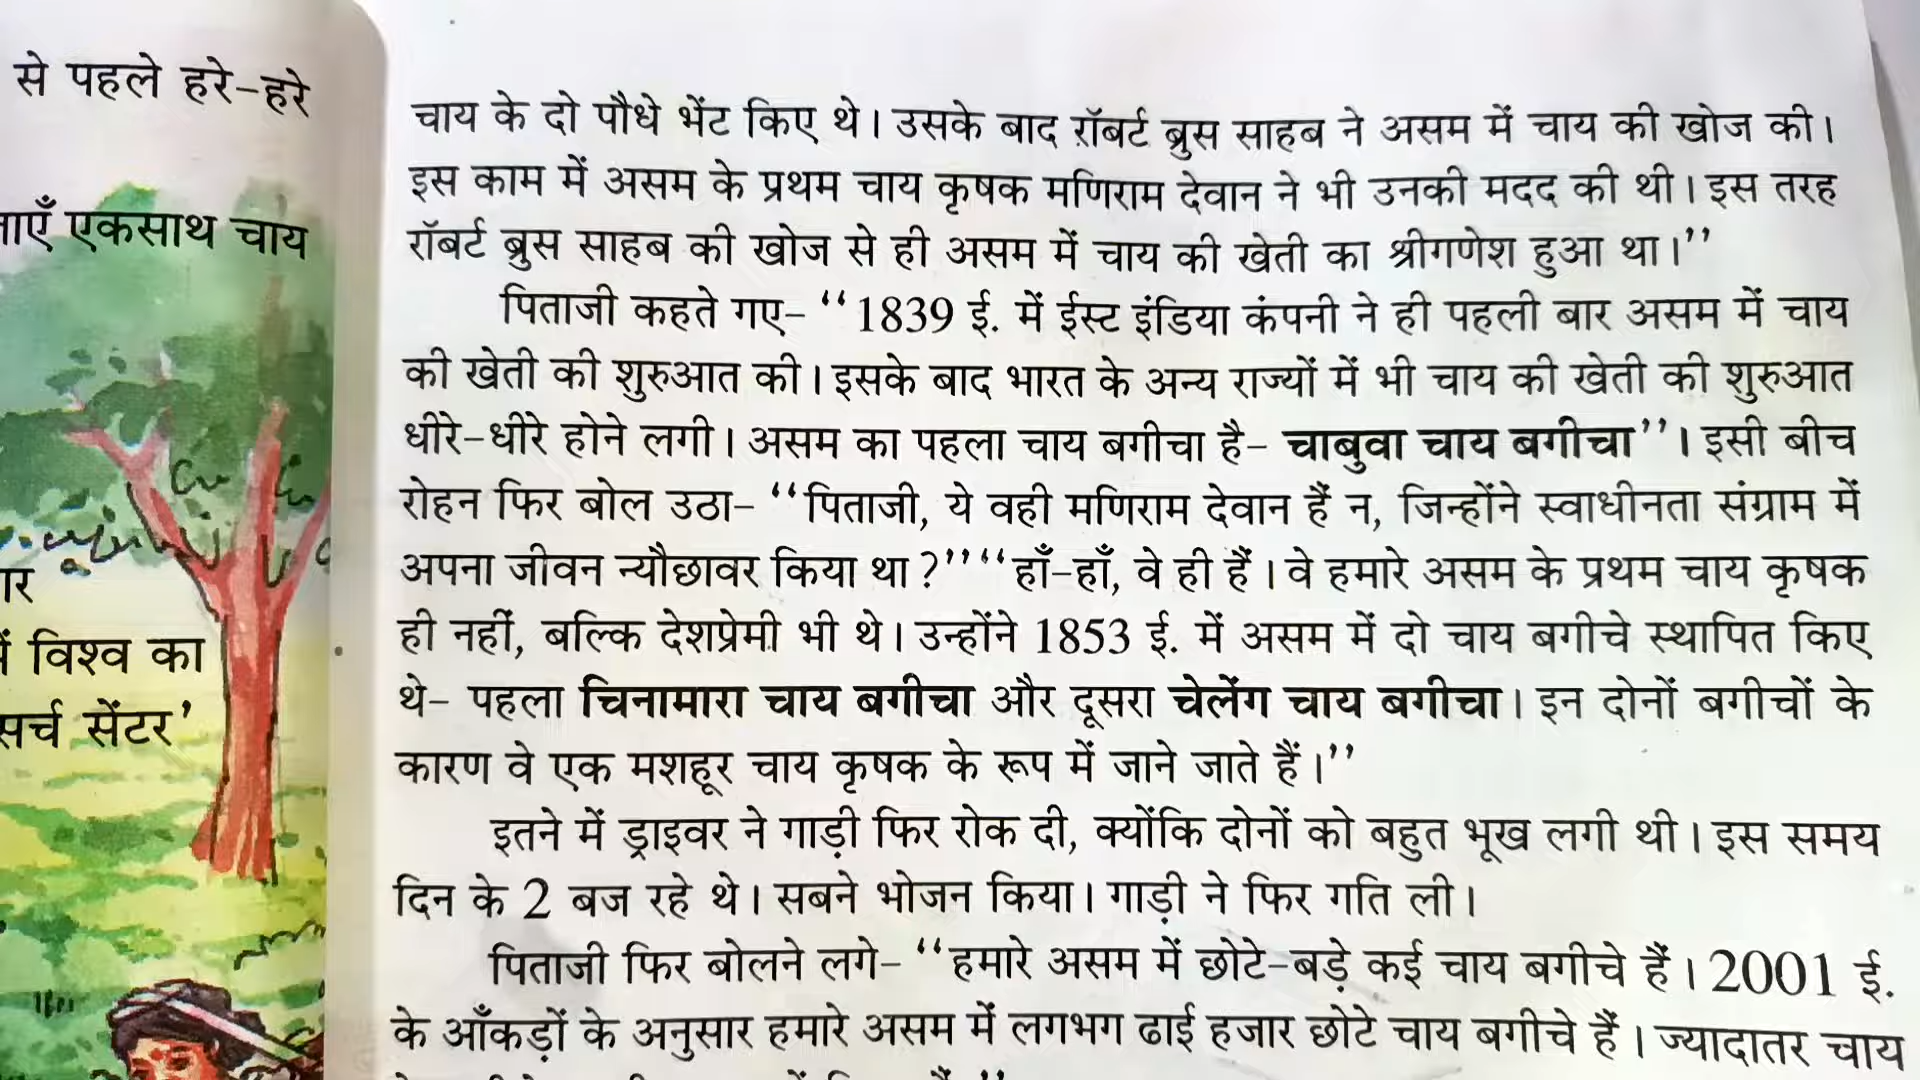 से पहले हरे-हरे
एकसाथ चाय
विश्व का
सेंटर’
चाय के दो पौधे भेंट किए थे। उसके बाद रॉबर्ट ब्रुस साहब ने असम में चाय की खोज की।
इस काम में असम के प्रथम चाय कृषक मणिराम देवान ने भी उनकी मदद की थी। इस तरह
रॉबर्ट ब्रुस साहब की खोज से ही असम में चाय की खेती का श्रीगणेश हुआ था।’’
पिताजी कहते गए- ‘‘1839 ई. में ईस्ट इंडिया कंपनी ने ही पहली बार असम में चाय
की खेती की शुरुआत की। इसके बाद भारत के अन्य राज्यों में भी चाय की खेती की शुरुआत
धीरे-धीरे होने लगी। असम का पहला चाय बगीचा है- चाबुवा चाय बगीचा’’। इसी बीच
रोहन फिर बोल उठा- ‘‘पिताजी, ये वही मणिराम देवान हैं न, जिन्होंने स्वाधीनता संग्राम में
अपना जीवन न्यौछावर किया था?’’ ‘‘हाँ-हाँ, वे ही हैं। वे हमारे असम के प्रथम चाय कृषक
ही नहीं, बल्कि देशप्रेमी भी थे। उन्होंने 1853 ई. में असम में दो चाय बगीचे स्थापित किए
थे- पहला चिनामारा चाय बगीचा और दूसरा चेलेंग चाय बगीचा। इन दोनों बगीचों के
कारण वे एक मशहूर चाय कृषक के रूप में जाने जाते हैं।’’
इतने में ड्राइवर ने गाड़ी फिर रोक दी, क्योंकि दोनों को बहुत भूख लगी थी। इस समय
दिन के 2 बज रहे थे। सबने भोजन किया। गाड़ी ने फिर गति ली।
पिताजी फिर बोलने लगे- ‘‘हमारे असम में छोटे-बड़े कई चाय बगीचे हैं। 2001 ई.
के आँकड़ों के अनुसार हमारे असम में लगभग ढाई हजार छोटे चाय बगीचे हैं। ज्यादातर चाय